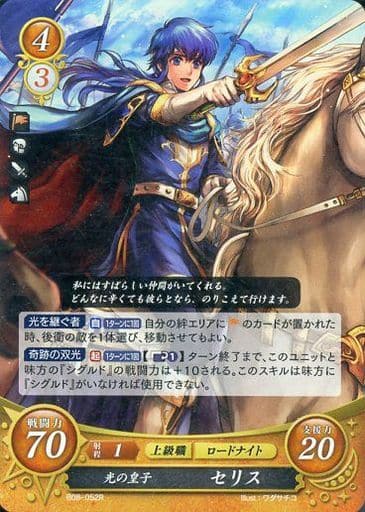 4
3
私にはすばらしい仲間がいてくれる。
どんなに辛くても彼らとなら、のりこえて行けます。
光を継ぐ者 自 1ターンに1回 自分の絆エリアに のカードが置かれた
時、後衛の敵を1体選び、移動させてもよい。
奇跡の双光 起 1ターンに1回 【 1】ターン終了まで、このユニットと
味方の『シグルド』の戦闘力は+10される。このスキルは味方に
『シグルド』がいなければ使用できない。
戦闘力
70
射程 1
上級職
ロードナイト
支援力
20
光の皇子
セリス
B08-052R
Illust:ワダサチコ